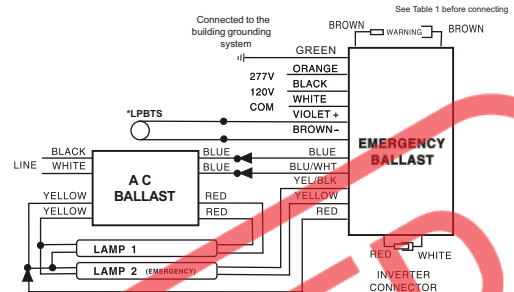 See Table 1 before connecting
BROWN
WARNING
BROWN
Connected to the
building grounding
system
GREEN
ORANGE
277V
BLACK
120V
WHITE
COM
VIOLET+
*LPBTS
BROWN-
BLACK
BLUE
BLUE
LINE
WHITE
BLUE
BLU/WHT
EMERGENCY
BALLAST
A C
BALLAST
YEL/BLK
YELLOW
RED
YELLOW
YELLOW
RED
RED
LAMP 1
LAMP 2 (EMERGENCY)
RED
WHITE
INVERTER
CONNECTOR